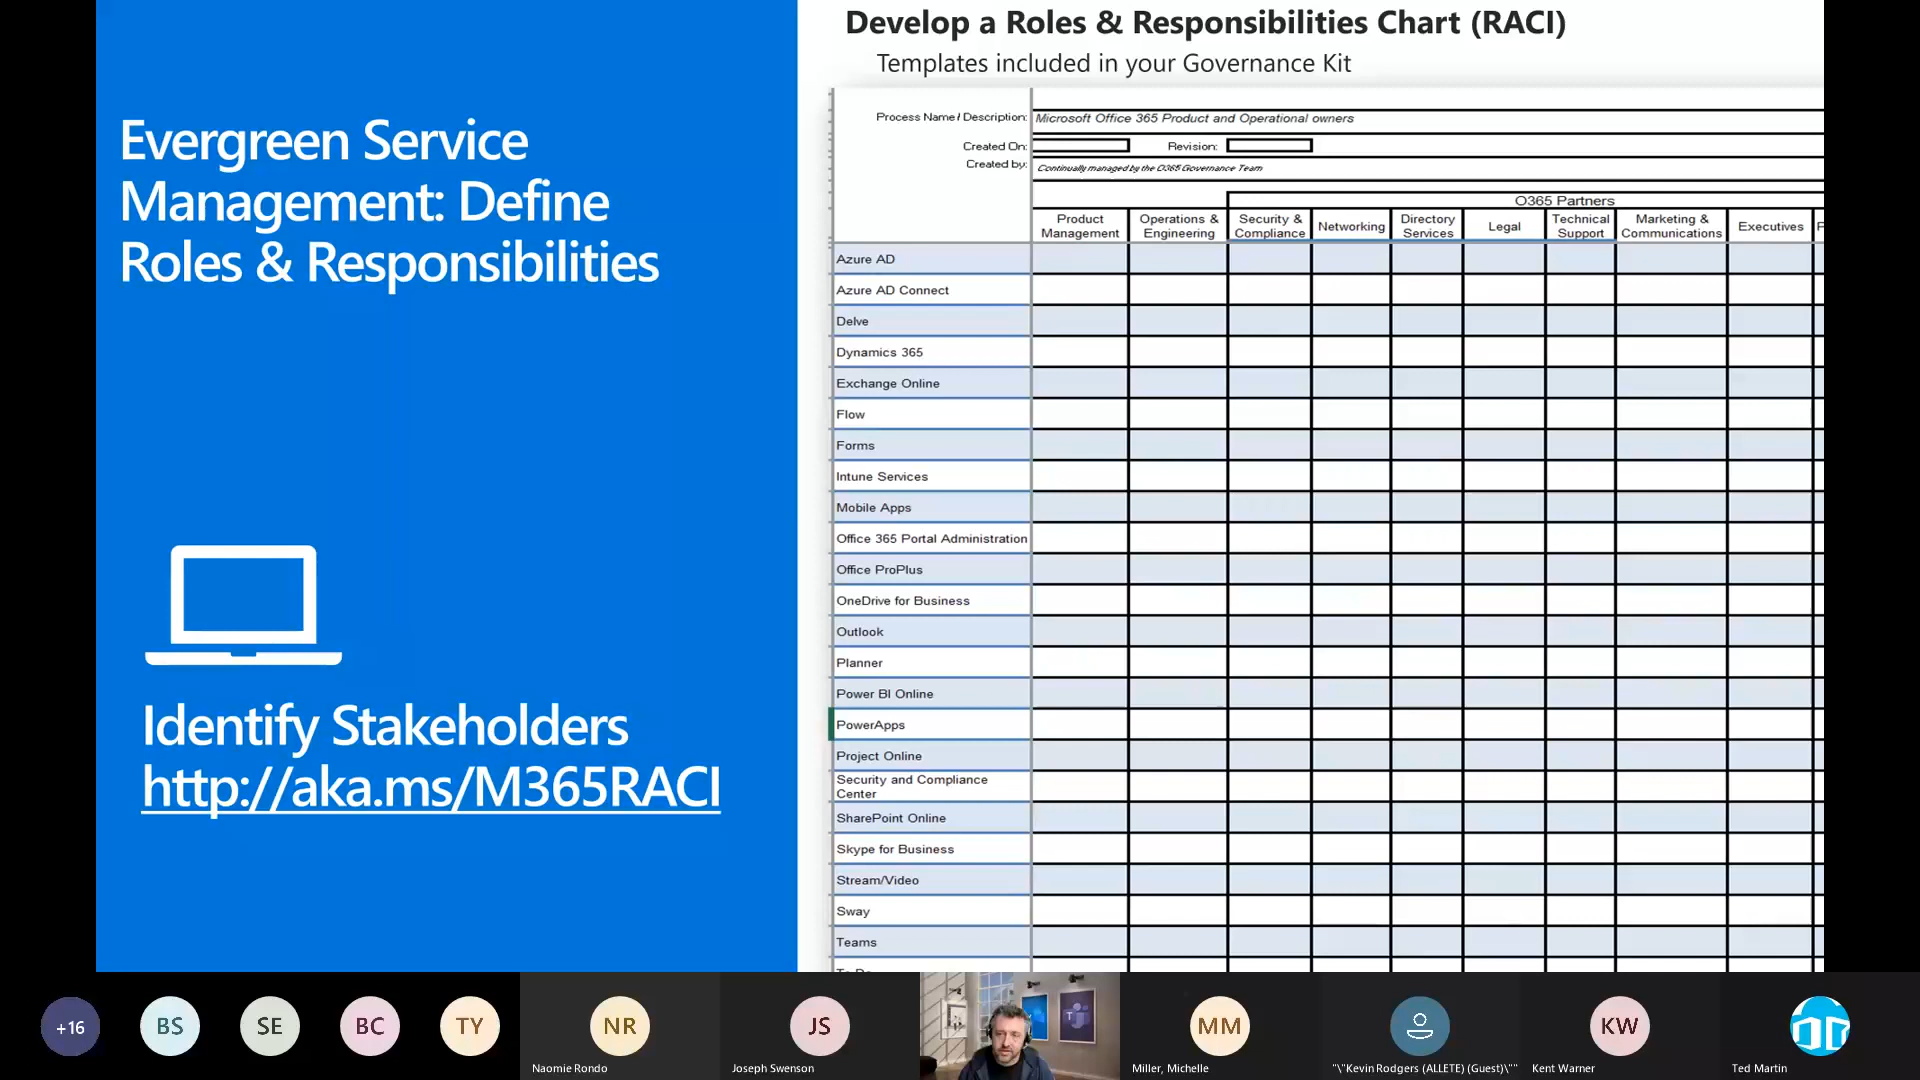 Develop a Roles & Responsibilities Chart (RACI)
Templates included in your Governance Kit
Evergreen Service
Management: Define
Roles & Responsibilities
Identify Stakeholders
http://aka.ms/M365RACI
Process Name / Description: Microsoft Office 365 Product and Operational owners
Created On: Revision:
Created by: Continually managed by the O365 Governance Team
O365 Partners
Product Management Operations & Engineering Security & Compliance Networking Directory Services Legal Technical Support Marketing & Communications Executives
Azure AD
Azure AD Connect
Delve
Dynamics 365
Exchange Online
Flow
Forms
Intune Services
Mobile Apps
Office 365 Portal Administration
Office ProPlus
OneDrive for Business
Outlook
Planner
Power BI Online
PowerApps
Project Online
Security and Compliance
Center
SharePoint Online
Skype for Business
Stream/Video
Sway
Teams
+16 BS SE BC TY NR JS MM KW
Naomie Rondo Joseph Swenson Miller, Michelle "\"Kevin Rodgers (ALLETE) (Guest)\"" Kent Warner Ted Martin